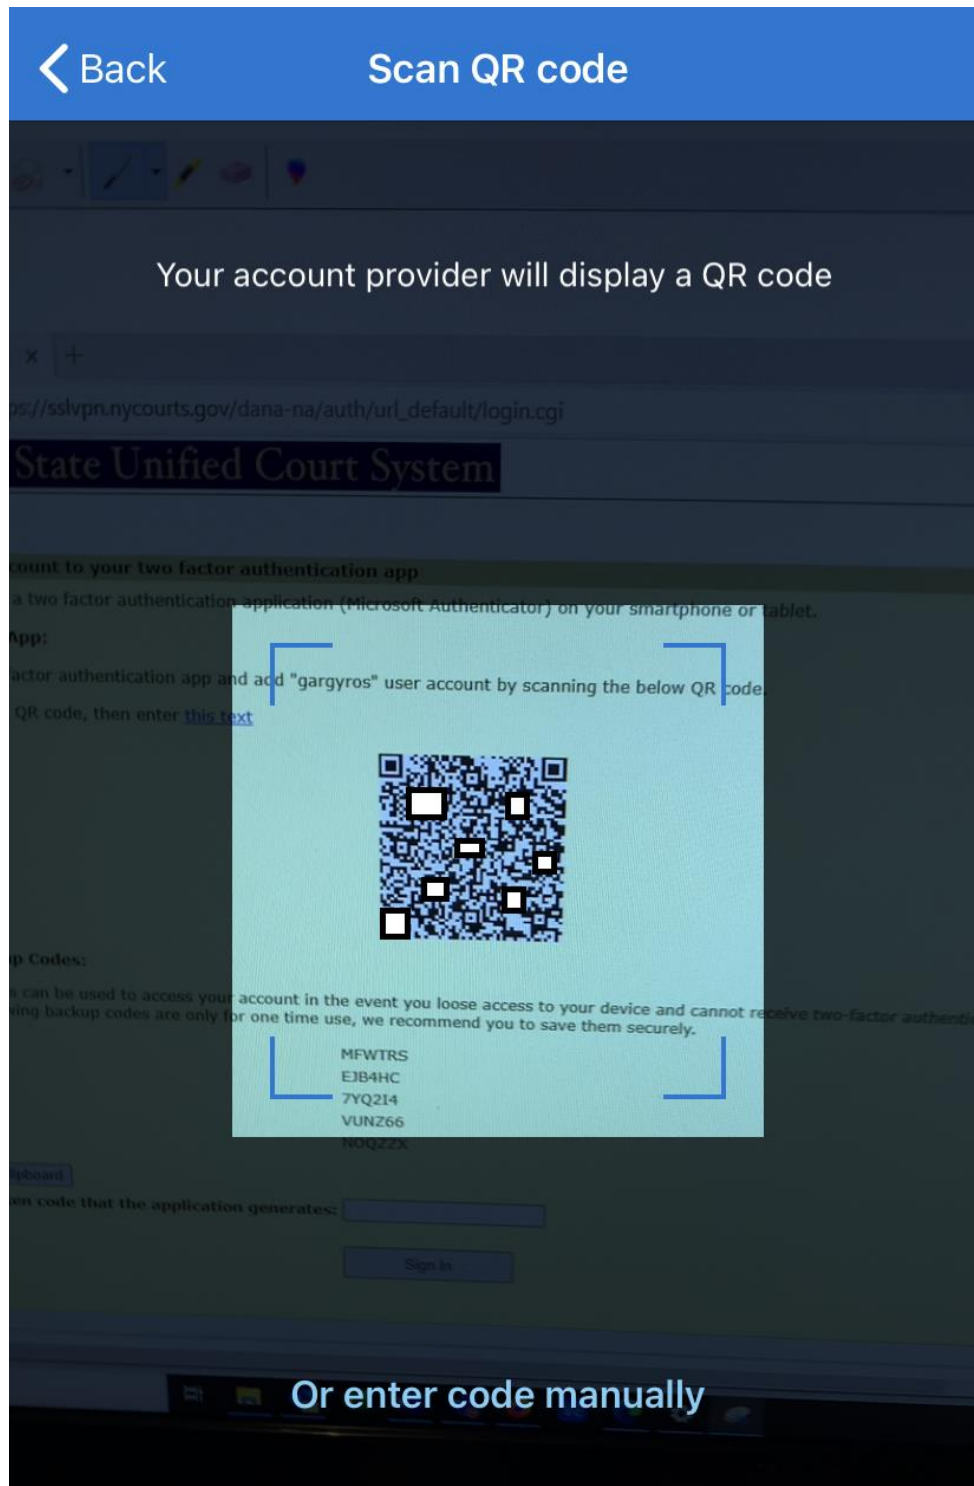 Back
Scan QR code
Your account provider will display a QR code
x +
ps://sslvpn.nycourts.gov/dana-na/auth/url_default/login.cgi
State Unified Court System
count to your two factor authentication app
a two factor authentication application (Microsoft Authenticator) on your smartphone or tablet.
App:
actor authentication app and add "gargyros" user account by scanning the below QR code.
QR code, then enter this text
p Codes:
s can be used to access your account in the event you loose access to your device and cannot receive two-factor authenti
ing backup codes are only for one time use, we recommend you to save them securely.
MFWTRS
EJB4HC
7YQ2I4
VUNZ66
NOQZZX
ipboard
en code that the application generates:
Sign In
Or enter code manually